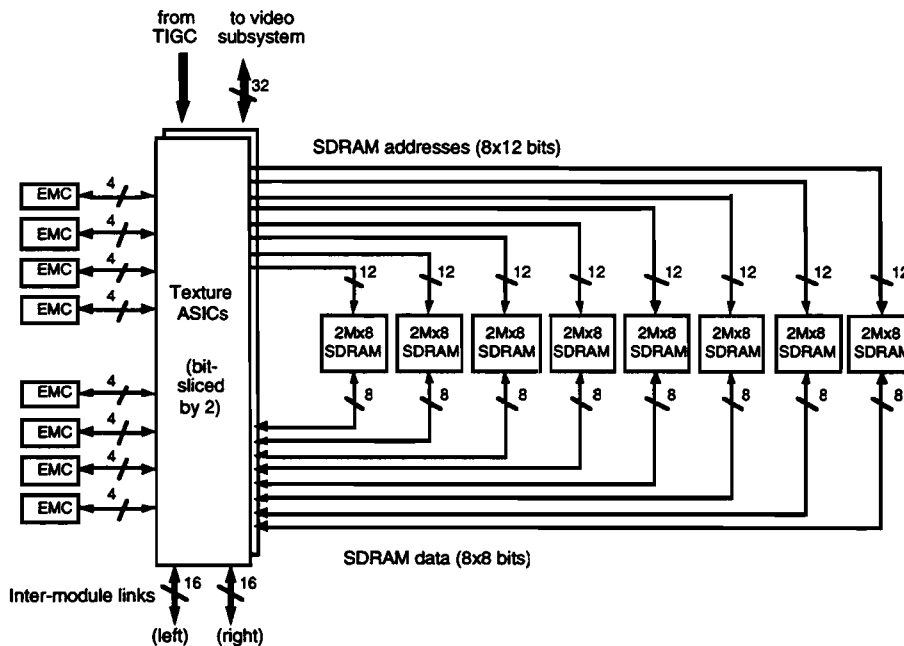 from
TIGC
to video
subsystem
32
SDRAM addresses (8x12 bits)
EMC
4
EMC
4
EMC
4
EMC
4
EMC
4
EMC
4
EMC
4
EMC
4
Texture
ASICs
(bit-
sliced
by 2)
12
12
12
12
12
12
12
12
2Mx8
SDRAM
2Mx8
SDRAM
2Mx8
SDRAM
2Mx8
SDRAM
2Mx8
SDRAM
2Mx8
SDRAM
2Mx8
SDRAM
2Mx8
SDRAM
8
8
8
8
8
8
8
8
SDRAM data (8x8 bits)
Inter-module links
16
16
(left)
(right)